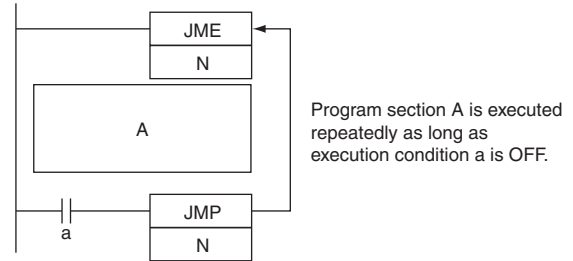 JME
N
A
Program section A is executed
repeatedly as long as
execution condition a is OFF.
JMP
N
a